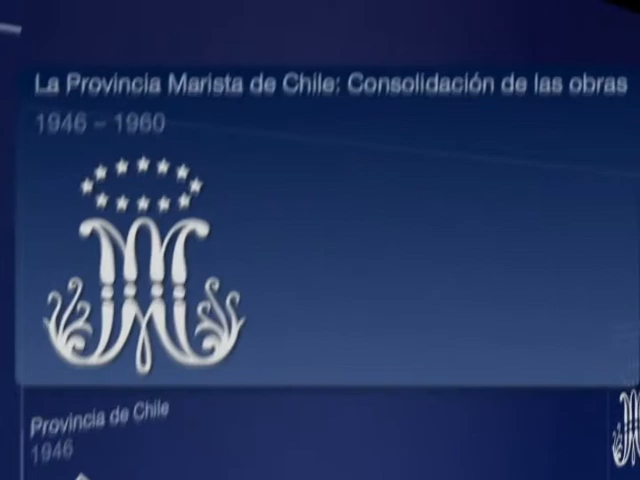 La Provincia Marista de Chile: Consolidación de las obras
1946 – 1960
Provincia de Chile
1946